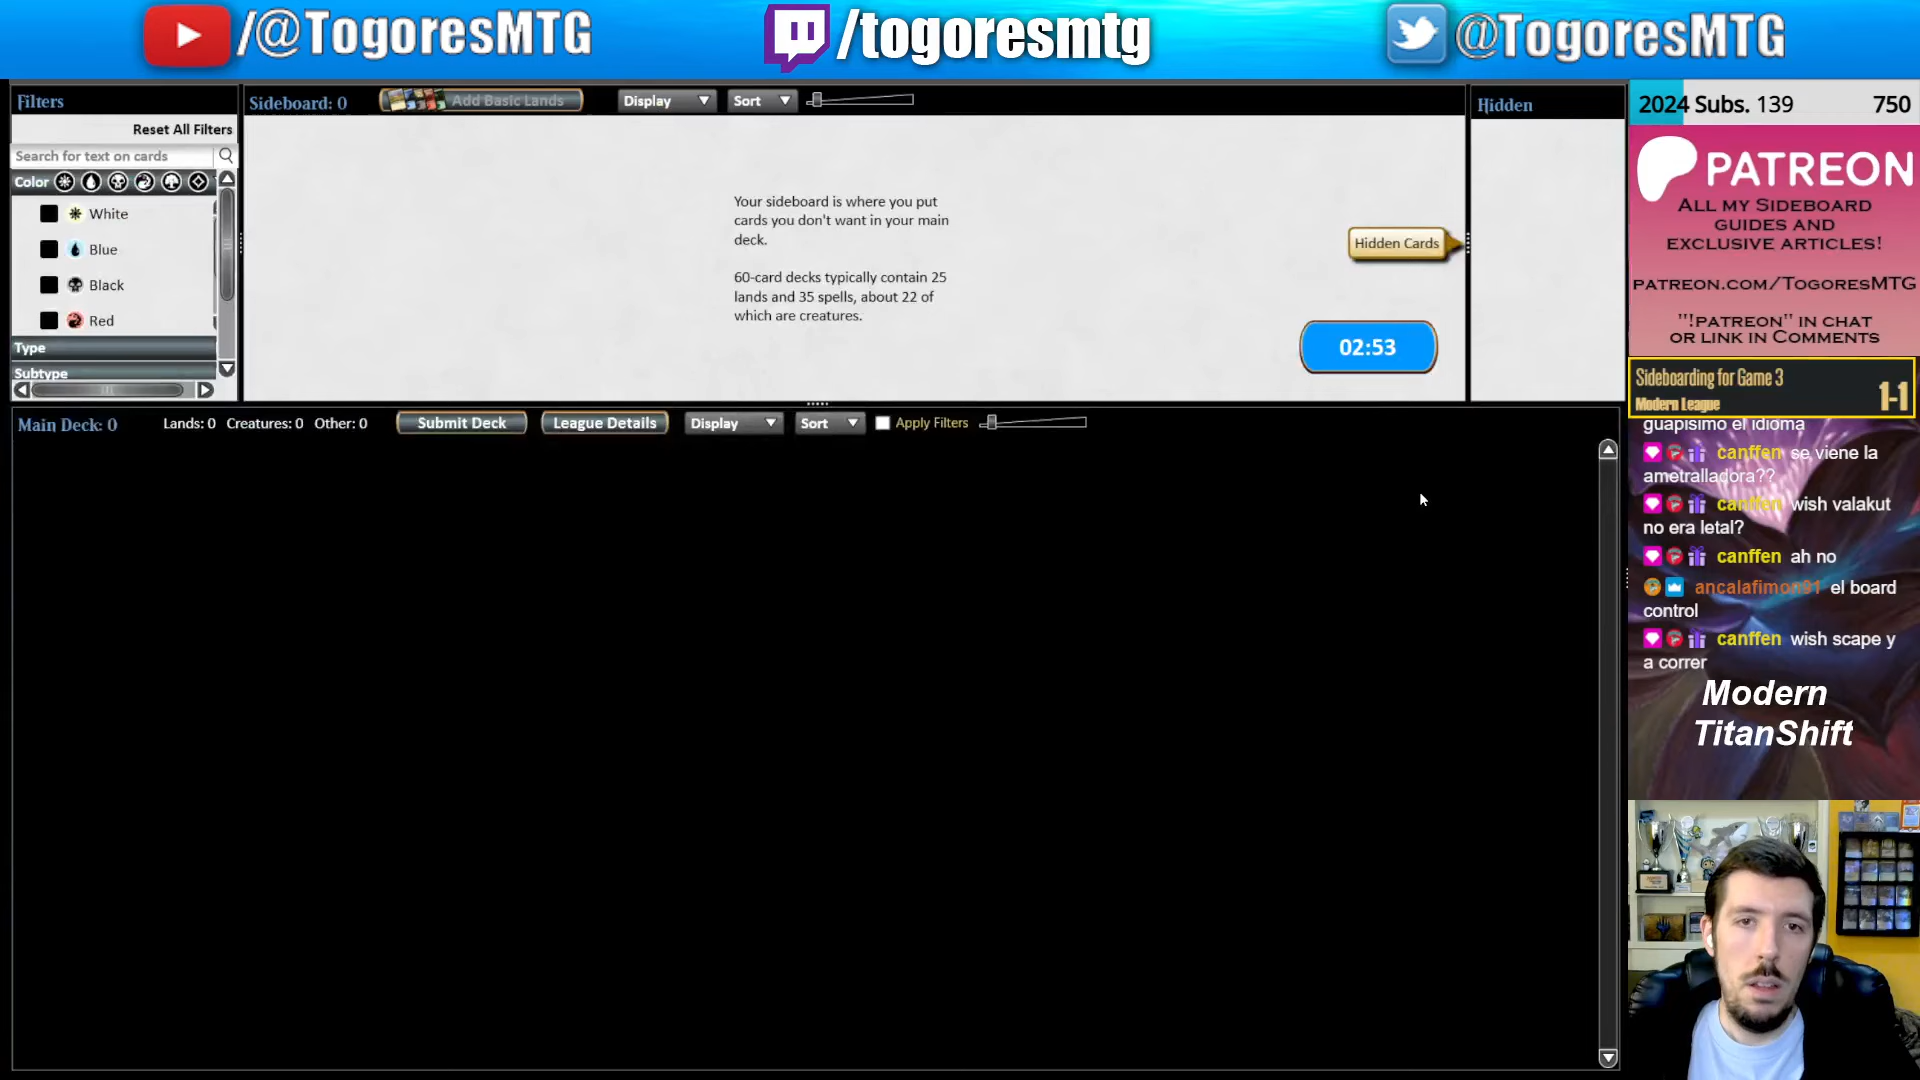 /@TogoresMTG
/togoresmtg
@TogoresMTG
Filters
Reset All Filters
Search for text on cards
Color
White
Blue
Black
Red
Type
Subtype
Sideboard: 0
Add Basic Lands
Display
Sort
Your sideboard is where you put
cards you don't want in your main
deck.
60-card decks typically contain 25
lands and 35 spells, about 22 of
which are creatures.
Hidden Cards
02:53
Hidden
Main Deck: 0
Lands: 0 Creatures: 0 Other: 0
Submit Deck
League Details
Display
Sort
Apply Filters
2024 Subs. 139 750
PATREON
ALL MY SIDEBOARD
GUIDES AND
EXCLUSIVE ARTICLES!
PATREON.COM/TOGORESMTG
"!PATREON" IN CHAT
OR LINK IN COMMENTS
Sideboarding for Game 3
Modern League
1-1
guapisimo el idioma
canffen se viene la
ametralladora??
canffen wish valakut
no era letal?
canffen ah no
ancalafimon91 el board
control
canffen wish scape y
a correr
Modern
TitanShift